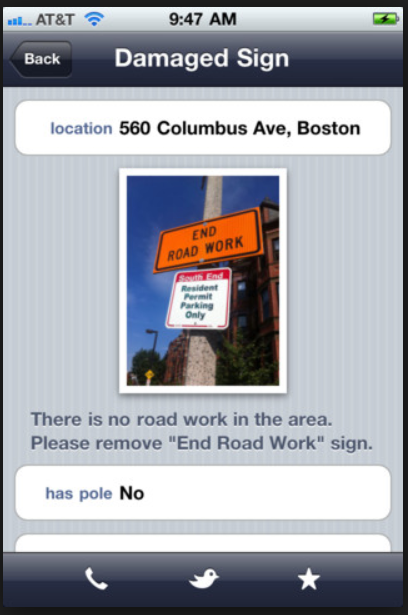 AT&T 9:47 AM
Back Damaged Sign
location 560 Columbus Ave, Boston
END
ROAD WORK
South End
Resident
Permit
Parking
Only
There is no road work in the area.
Please remove "End Road Work" sign.
has pole No